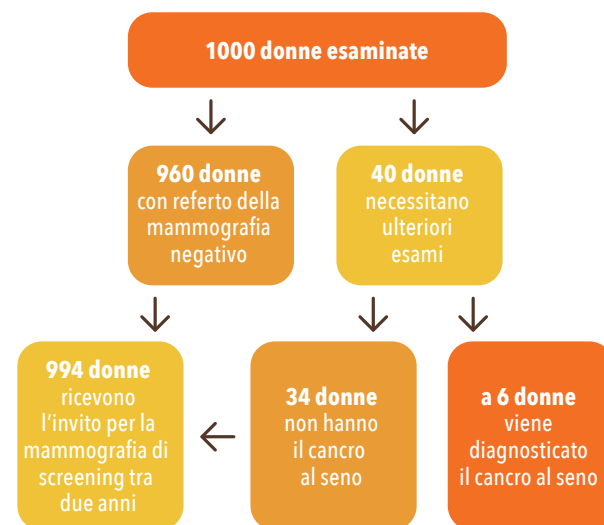 1000 donne esaminate
960 donne
con referto della
mammografia
negativo
40 donne
necessitano
ulteriori
esami
994 donne
ricevono
l’invito per la
mammografia di
screening tra
due anni
34 donne
non hanno
il cancro
al seno
a 6 donne
viene
diagnosticato
il cancro al seno